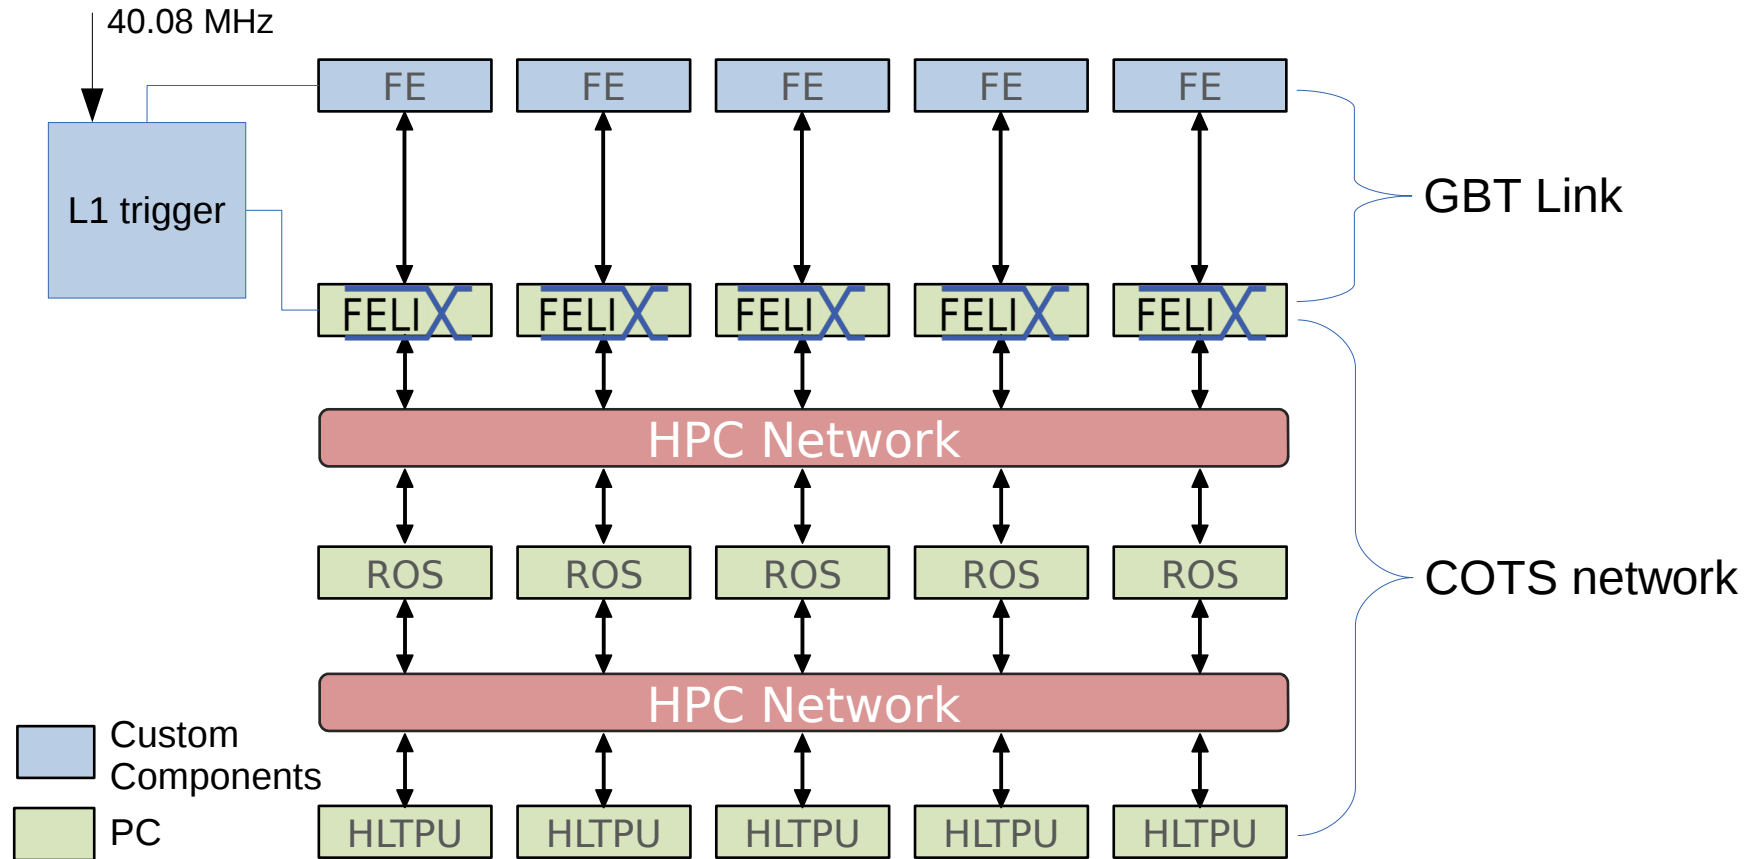 40.08 MHz
FE FE FE FE FE
L1 trigger
GBT Link
FELIX FELIX FELIX FELIX FELIX
HPC Network
ROS ROS ROS ROS ROS
COTS network
HPC Network
Custom
Components
PC
HLTPU HLTPU HLTPU HLTPU HLTPU